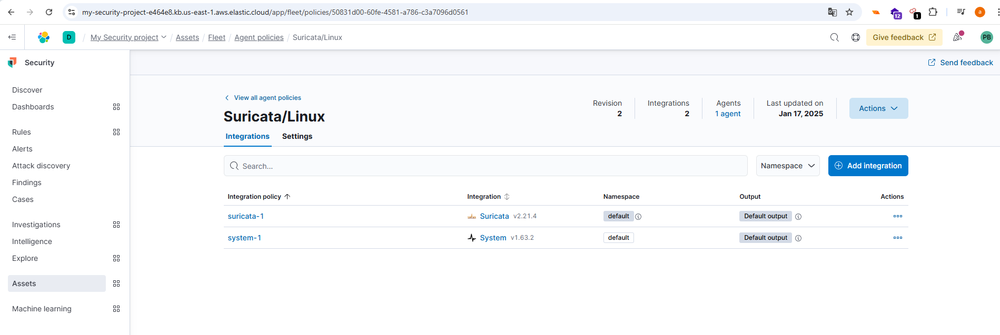 my-security-project-e464e8.kb.us-east-1.aws.elastic.cloud/app/fleet/policies/50831d00-60fe-4581-a786-c3a7096d0561
12
1
a
D / My Security project / Assets / Fleet / Agent policies / Suricata/Linux
Give feedback
PB
Security
Send feedback
Discover
Dashboards
Rules
Alerts
Attack discovery
Findings
Cases
Investigations
Intelligence
Explore
Assets
Machine learning
View all agent policies
Suricata/Linux
Revision
2
Integrations
2
Agents
1 agent
Last updated on
Jan 17, 2025
Actions
Integrations Settings
Search...
Namespace
Add integration
Integration policy Integration Namespace Output Actions
suricata-1 Suricata v2.21.4 default Default output
system-1 System v1.63.2 default Default output